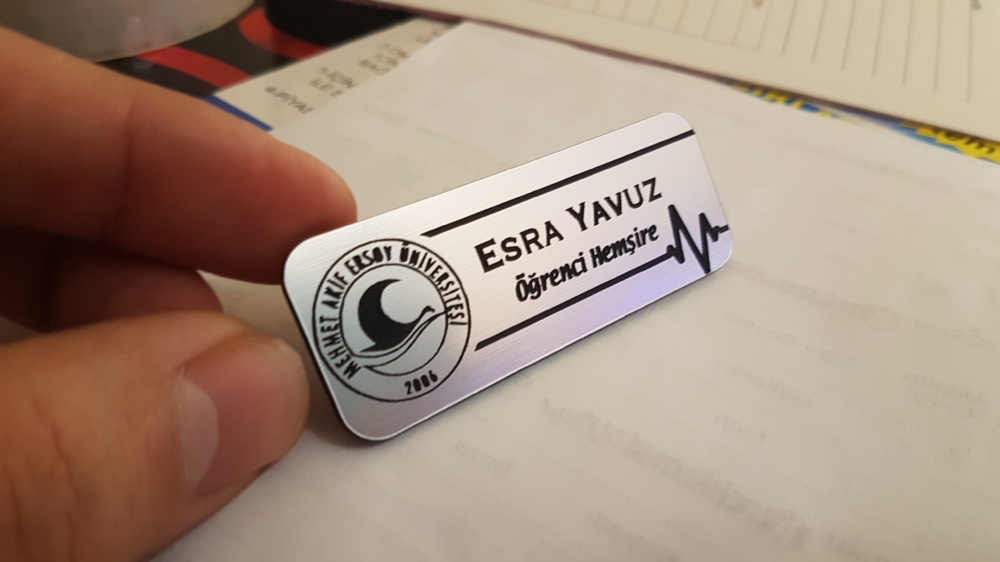 MEHMET AKİF ERSOY ÜNİVERSİTESİ
2006
ESRA YAVUZ
Öğrenci Hemşire